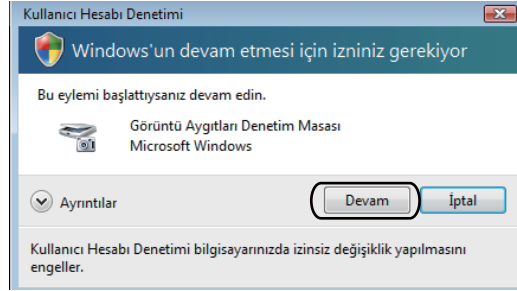 Kullanıcı Hesabı Denetimi
Windows'un devam etmesi için izniniz gerekiyor
Bu eylemi başlattıysanız devam edin.
Görüntü Aygıtları Denetim Masası
Microsoft Windows
Ayrıntılar
Devam
İptal
Kullanıcı Hesabı Denetimi bilgisayarınızda izinsiz değişiklik yapılmasını
engeller.